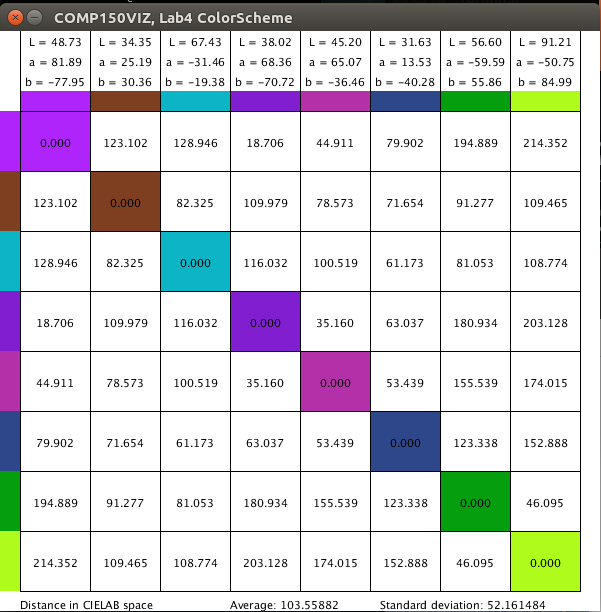 COMP150VIZ, Lab4 ColorScheme
L = 48.73 L = 34.35 L = 67.43 L = 38.02 L = 45.20 L = 31.63 L = 56.60 L = 91.21
a = 81.89 a = 25.19 a = −31.46 a = 68.36 a = 65.07 a = 13.53 a = −59.59 a = −50.75
b = −77.95 b = 30.36 b = −19.38 b = −70.72 b = −36.46 b = −40.28 b = 55.86 b = 84.99
0.000 123.102 128.946 18.706 44.911 79.902 194.889 214.352
123.102 0.000 82.325 109.979 78.573 71.654 91.277 109.465
128.946 82.325 0.000 116.032 100.519 61.173 81.053 108.774
18.706 109.979 116.032 0.000 35.160 63.037 180.934 203.128
44.911 78.573 100.519 35.160 0.000 53.439 155.539 174.015
79.902 71.654 61.173 63.037 53.439 0.000 123.338 152.888
194.889 91.277 81.053 180.934 155.539 123.338 0.000 46.095
214.352 109.465 108.774 203.128 174.015 152.888 46.095 0.000
Distance in CIELAB space Average: 103.55882 Standard deviation: 52.161484